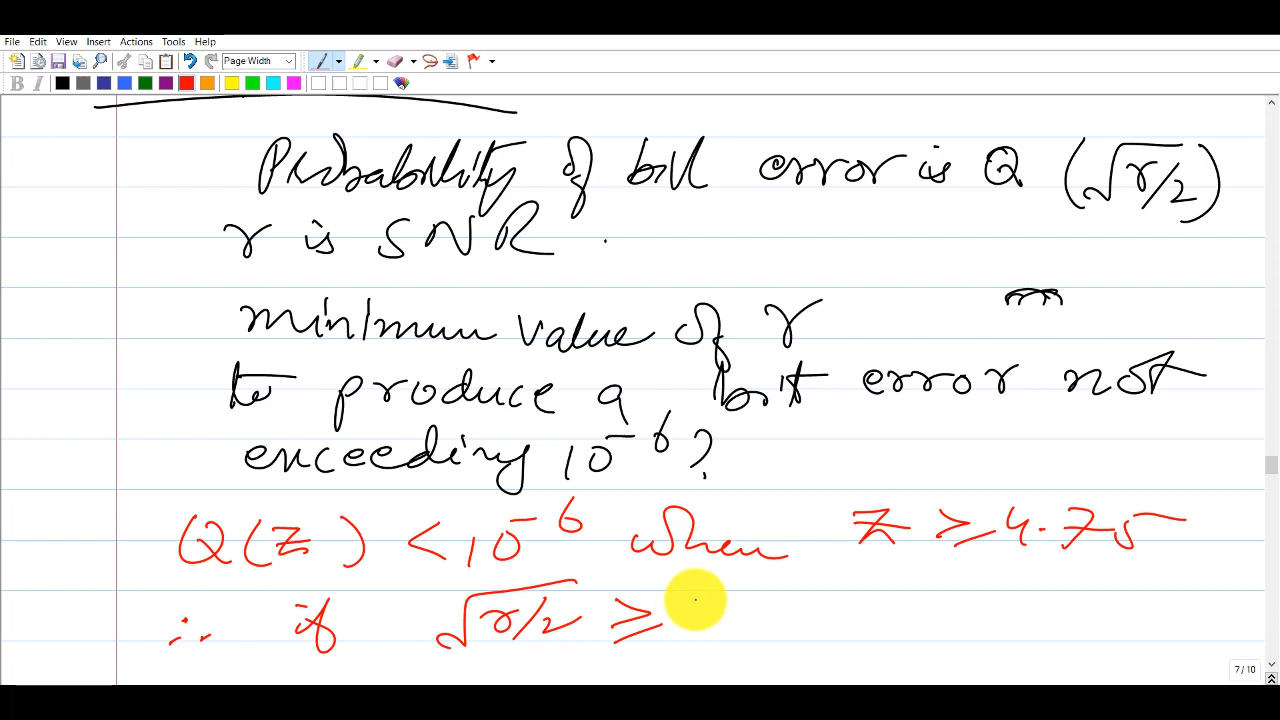 File Edit View Insert Actions Tools Help
Page Width
B I
Probability of bit error is Q (√r/2)
r is SNR .
minimum value of r
to produce a bit error not
exceeding 10⁻⁶?
Q(z) < 10⁻⁶ when z ≥ 4.75
∴ if √r/2 ≥
7 / 10